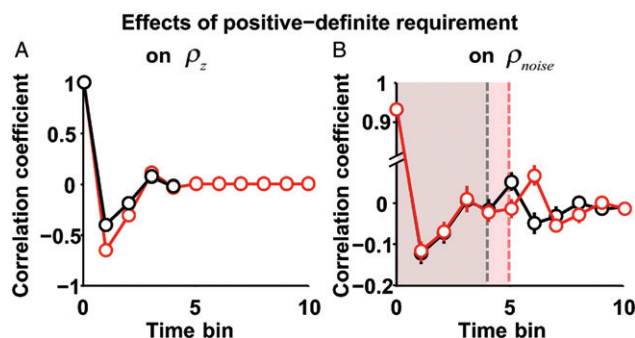 Effects of positive-definite requirement
A
on ρz
B
on ρnoise
Correlation coefficient
1
0.5
0
-0.5
-1
0
5
10
Time bin
Correlation coefficient
1
0.9
0
-0.1
-0.2
0
5
10
Time bin